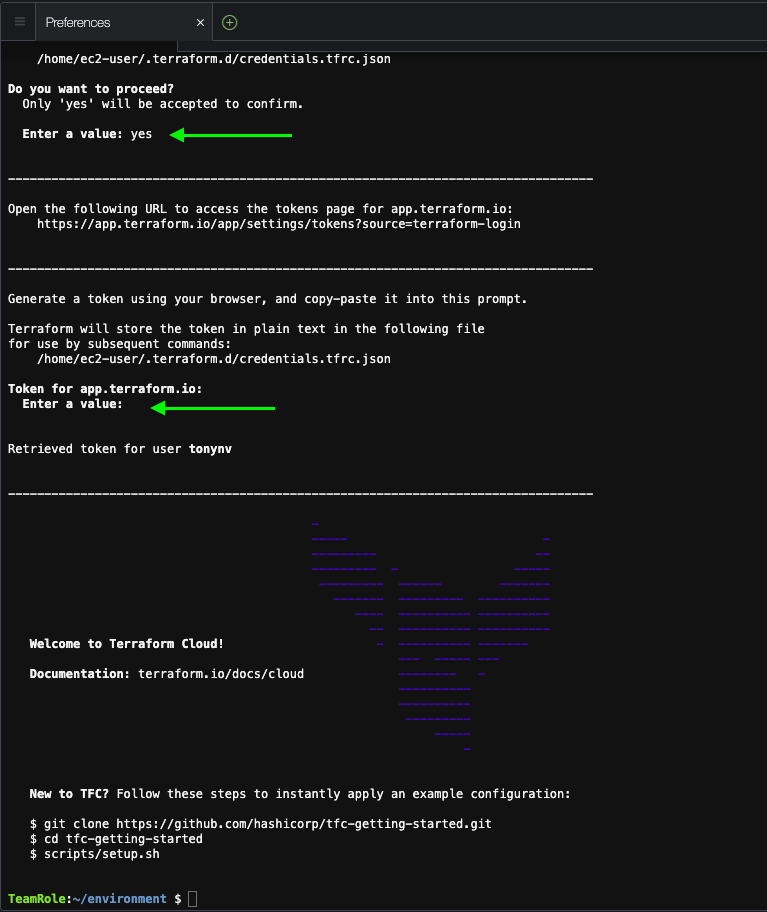 Preferences
/home/ec2-user/.terraform.d/credentials.tfrc.json
Do you want to proceed?
Only 'yes' will be accepted to confirm.
Enter a value: yes
---------------------------------------------------------------------------------
Open the following URL to access the tokens page for app.terraform.io:
https://app.terraform.io/app/settings/tokens?source=terraform-login
---------------------------------------------------------------------------------
Generate a token using your browser, and copy-paste it into this prompt.
Terraform will store the token in plain text in the following file
for use by subsequent commands:
/home/ec2-user/.terraform.d/credentials.tfrc.json
Token for app.terraform.io:
Enter a value:
Retrieved token for user tonynv
---------------------------------------------------------------------------------
Welcome to Terraform Cloud!
Documentation: terraform.io/docs/cloud
New to TFC? Follow these steps to instantly apply an example configuration:
$ git clone https://github.com/hashicorp/tfc-getting-started.git
$ cd tfc-getting-started
$ scripts/setup.sh
TeamRole:~/environment $